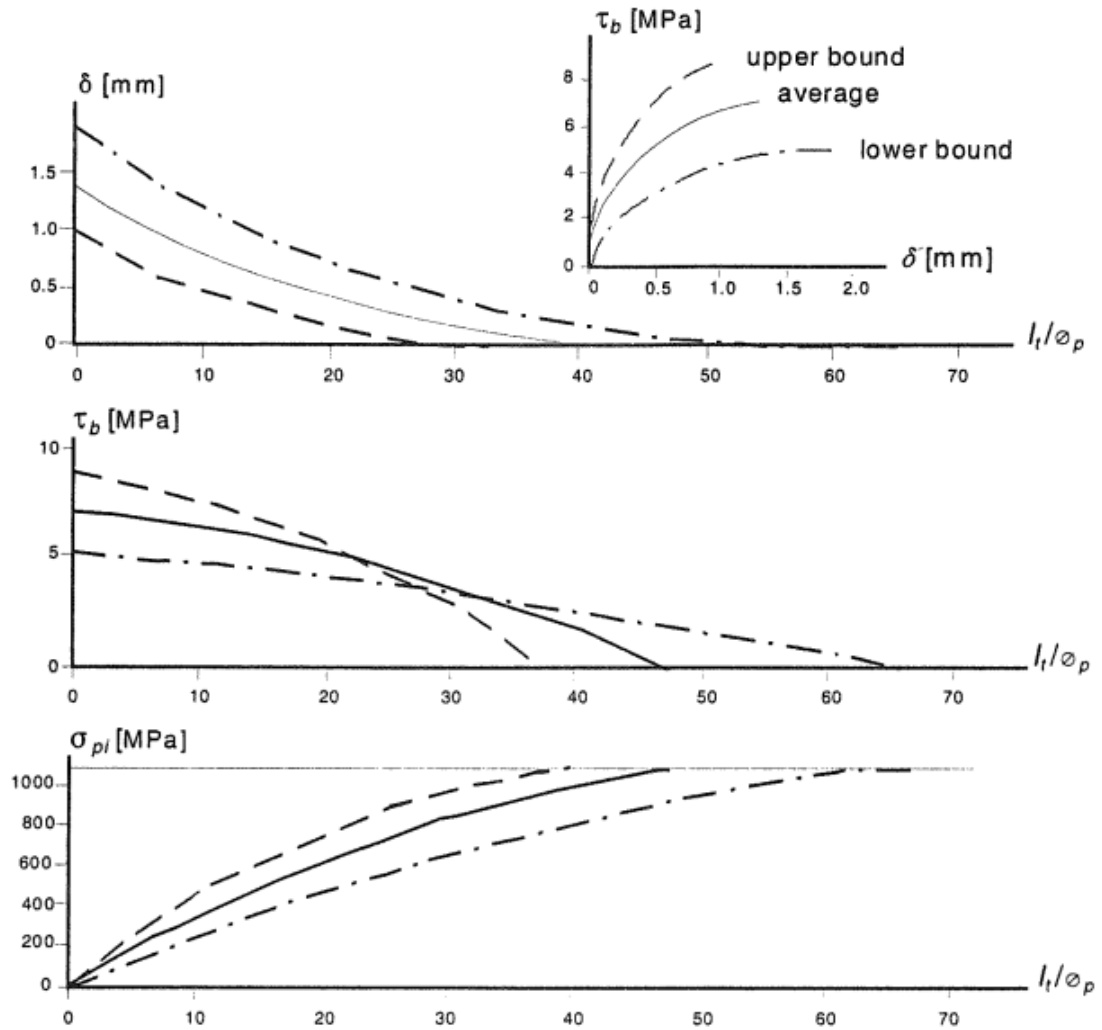 τb [MPa]
8
6
4
2
0
0 0.5 1.0 1.5 2.0
δ [mm]
upper bound
average
lower bound
δ [mm]
1.5
1.0
0.5
0
0 10 20 30 40 50 60 70
lt/∅p
τb [MPa]
10
5
0
0 10 20 30 40 50 60 70
lt/∅p
σpi [MPa]
1000
800
600
400
200
0
0 10 20 30 40 50 60 70
lt/∅p